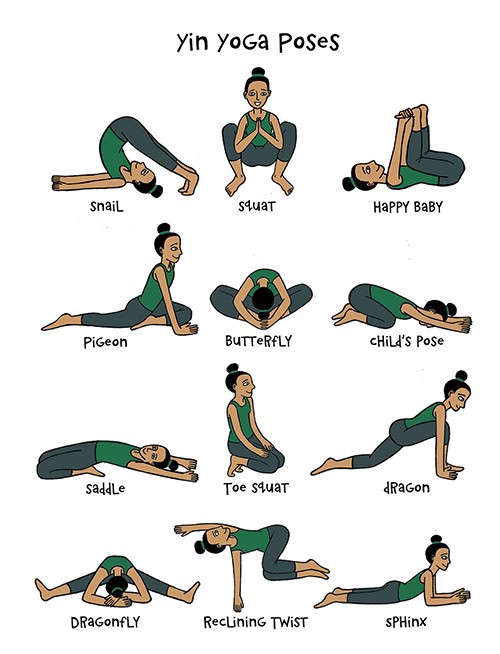 Yin YOGA POSES
SNAIL
SQUAT
HAPPY BABY
PIGEON
BUTTERFLY
CHILD'S POSE
SADDLE
TOE SQUAT
DRAGON
DRAGONFLY
RECLINING TWIST
SPHINX